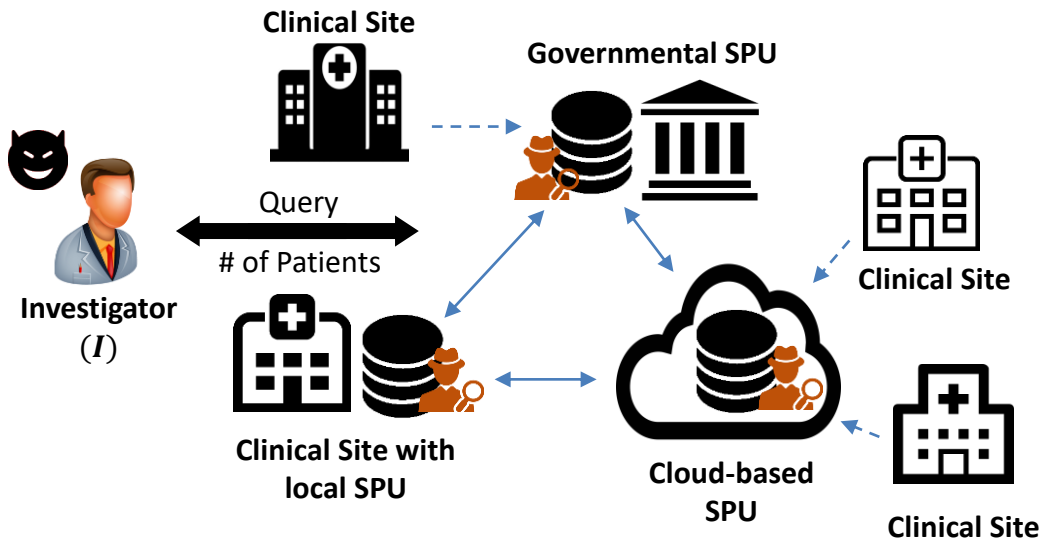 Clinical Site
Governmental SPU
Query
# of Patients
Investigator
(I)
Clinical Site
Clinical Site with
local SPU
Cloud-based
SPU
Clinical Site